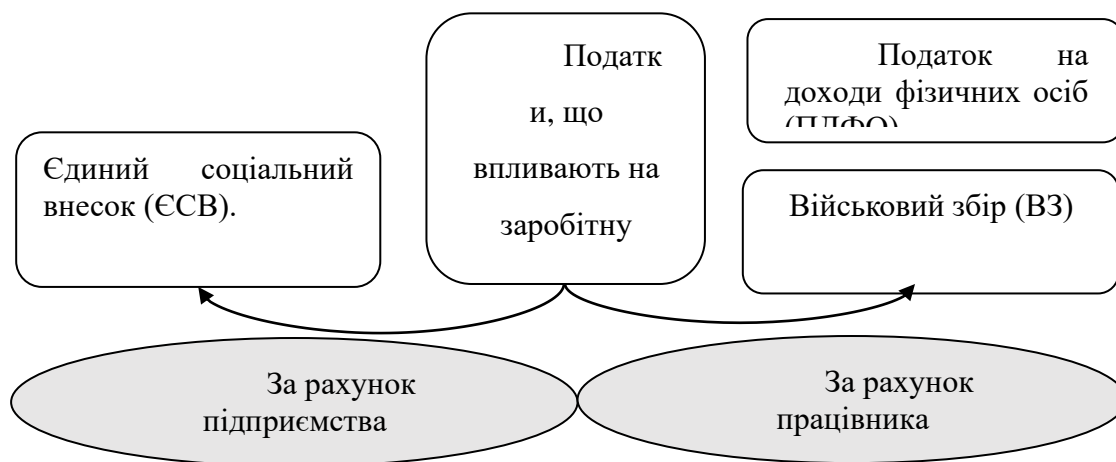 Податк
и, що
впливають на
заробітну
Податок на
доходи фізичних осіб
(ПДФО)
Єдиний соціальний
внесок (ЄСВ).
Військовий збір (ВЗ)
За рахунок
підприємства
За рахунок
працівника